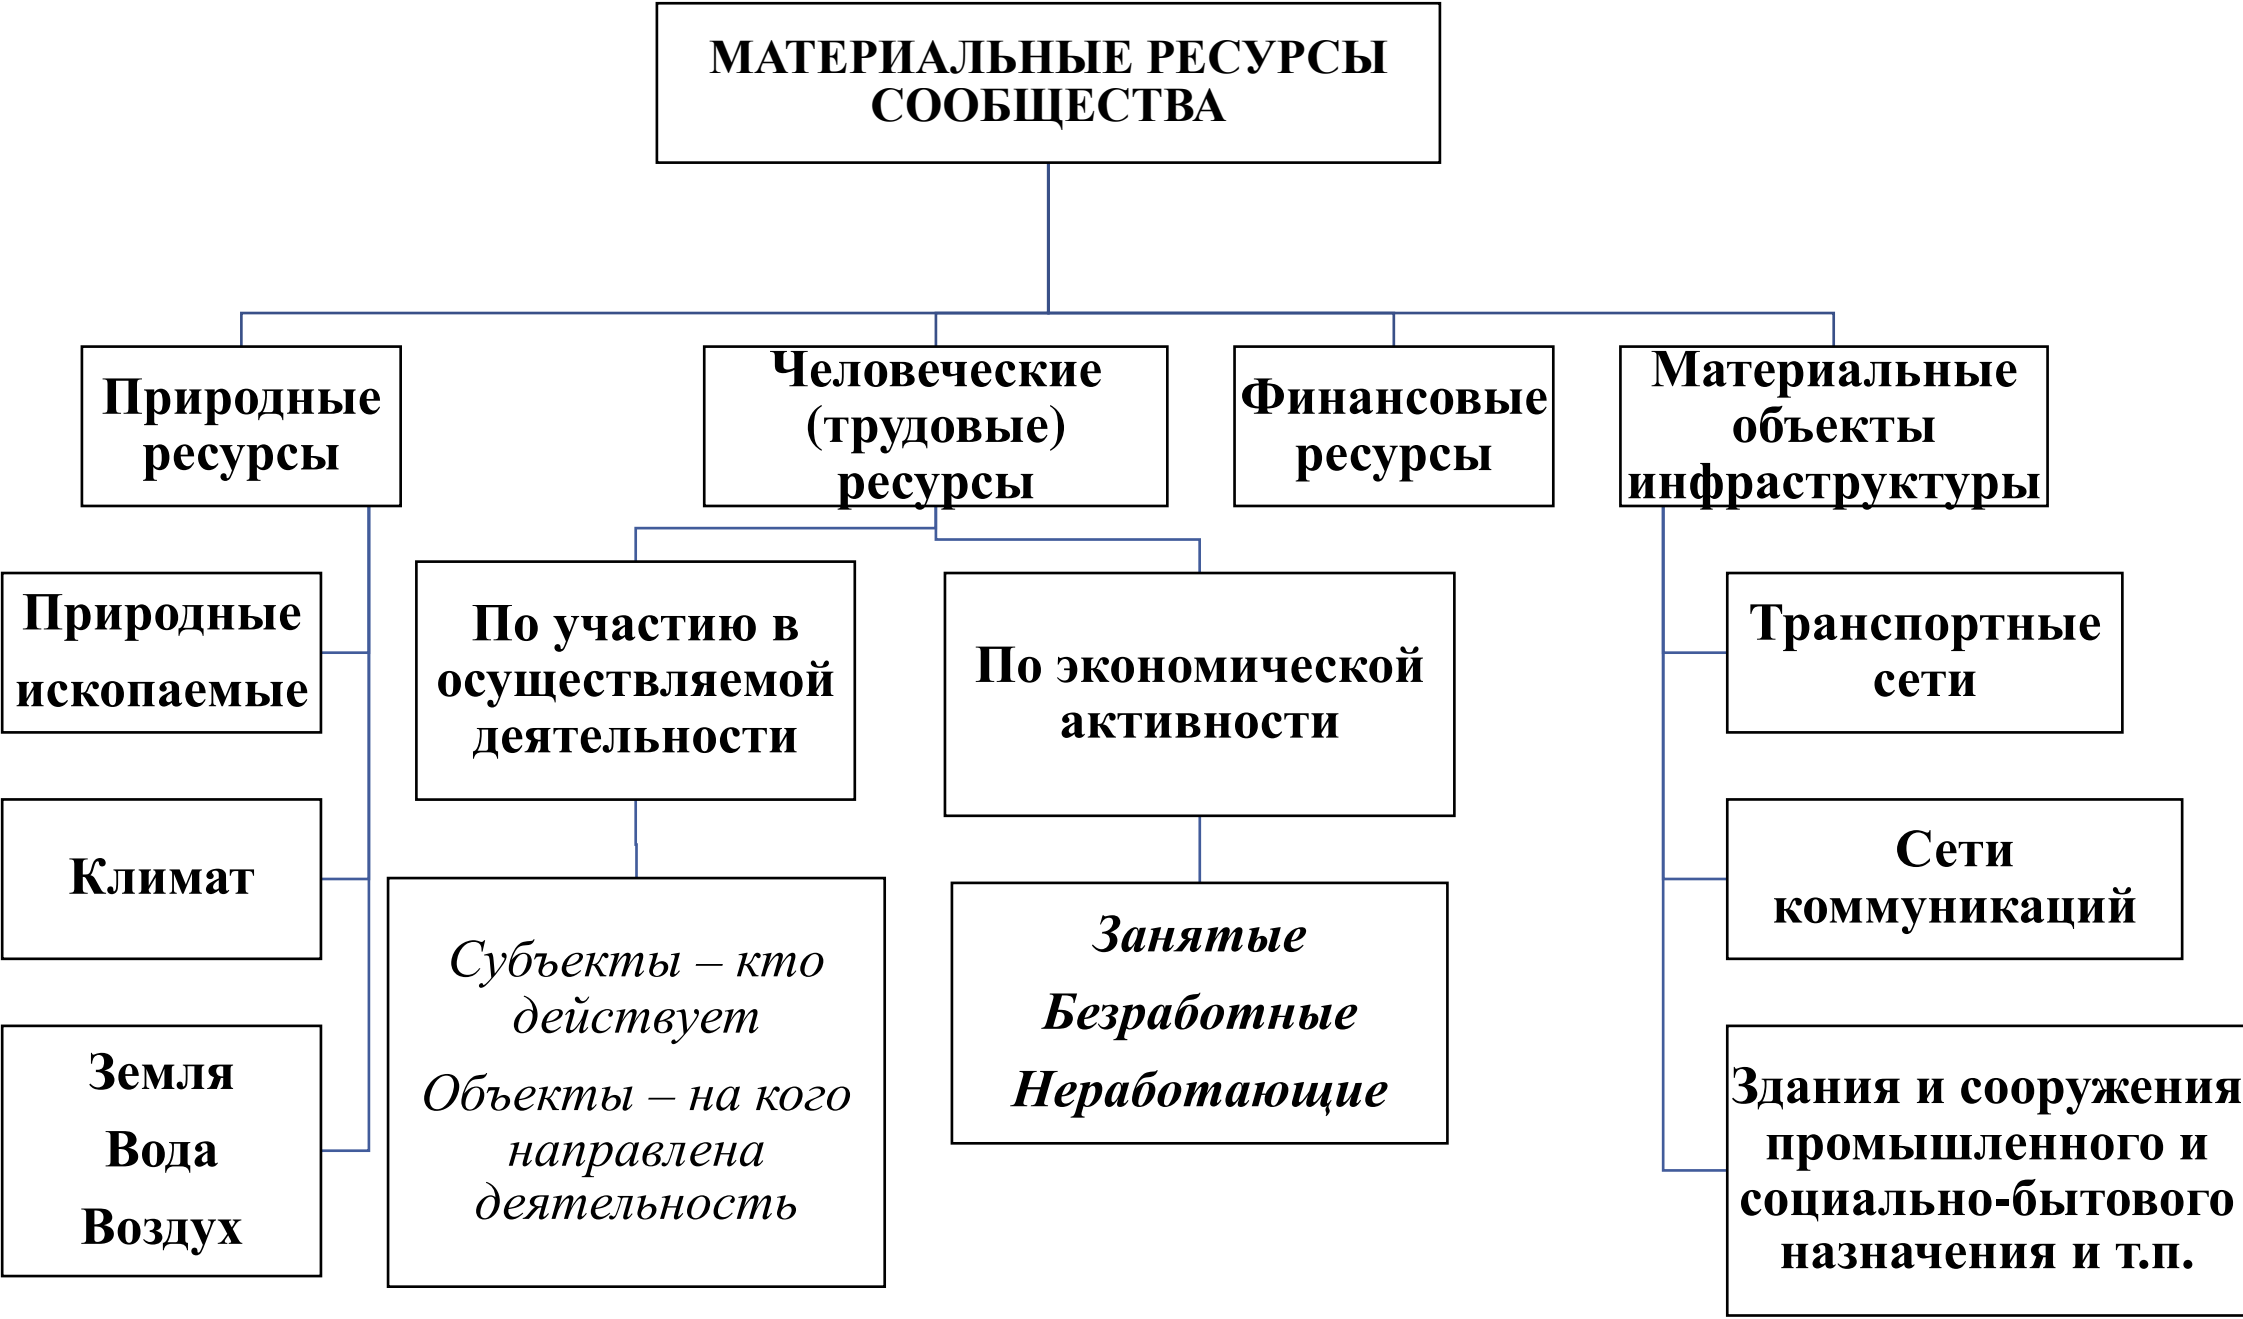 МАТЕРИАЛЬНЫЕ РЕСУРСЫ
СООБЩЕСТВА
Природные
ресурсы
Человеческие
(трудовые)
ресурсы
Финансовые
ресурсы
Материальные
объекты
инфраструктуры
Природные
ископаемые
Климат
Земля
Вода
Воздух
По участию в
осуществляемой
деятельности
Субъекты – кто
действует
Объекты – на кого
направлена
деятельность
По экономической
активности
Занятые
Безработные
Неработающие
Транспортные
сети
Сети
коммуникаций
Здания и сооружения
промышленного и
социально-бытового
назначения и т.п.